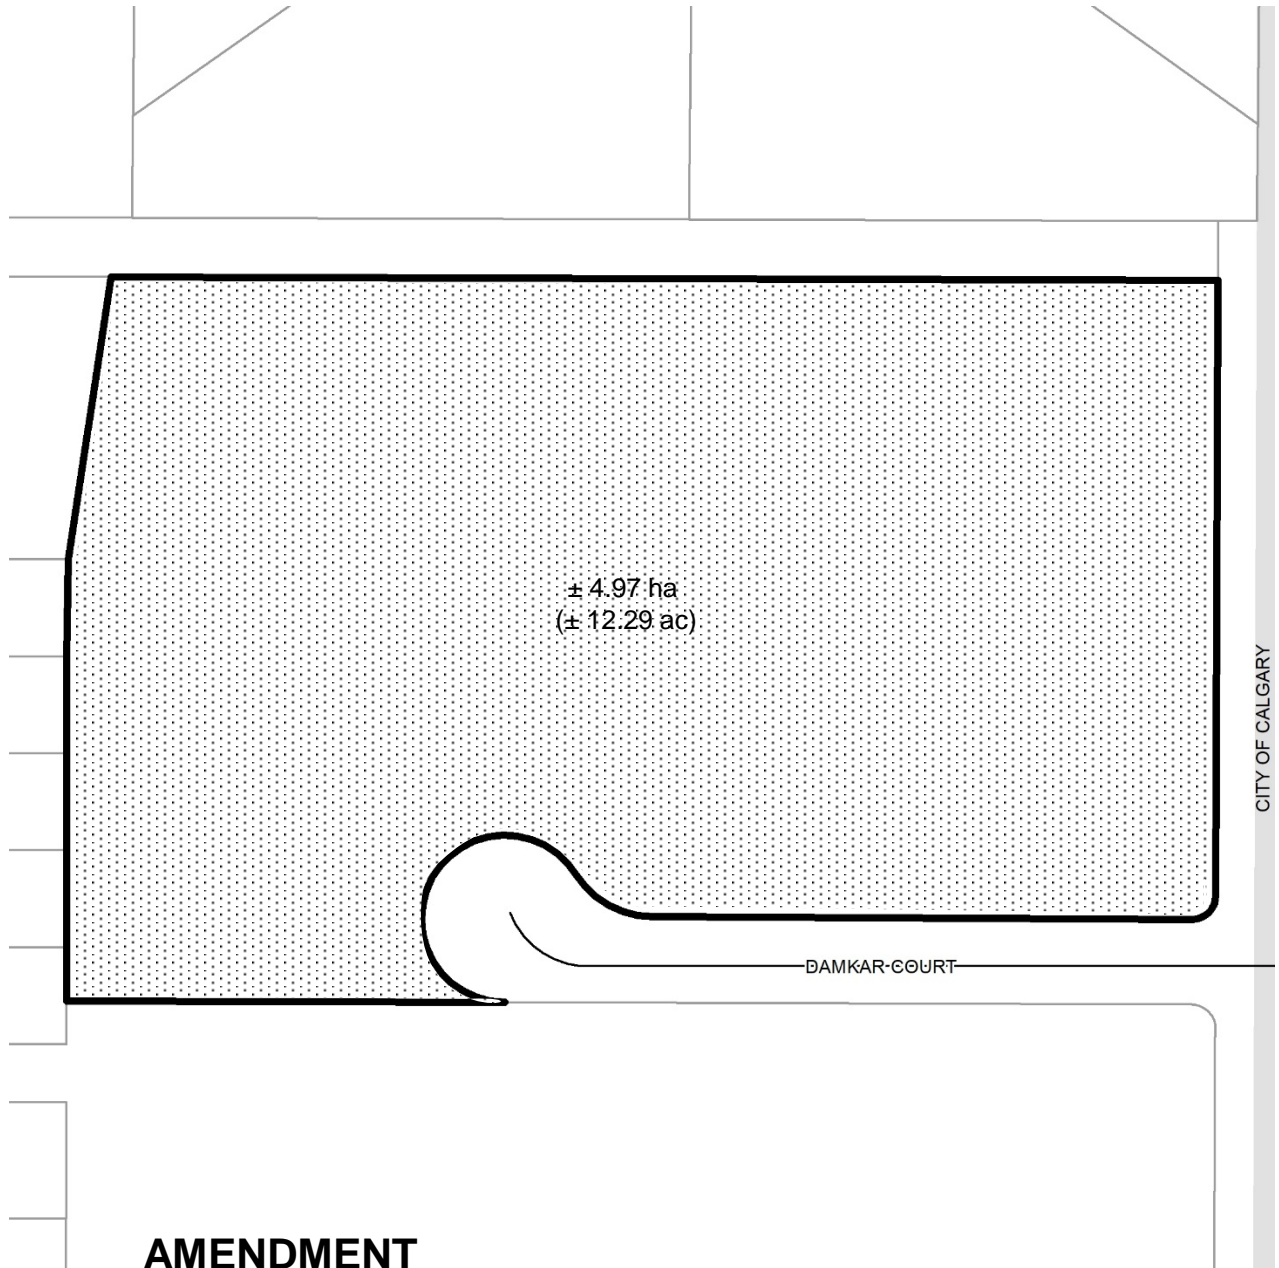 ± 4.97 ha
(± 12.29 ac)
CITY OF CALGARY
DAMKAR COURT
AMENDMENT